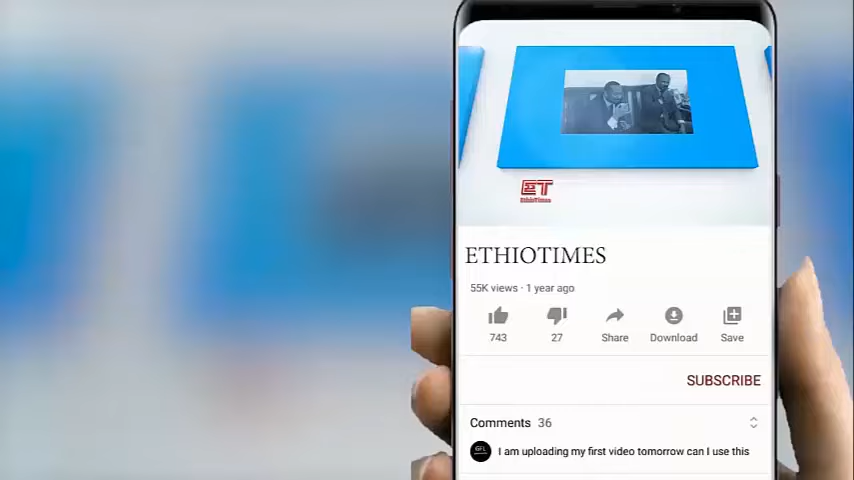 ET
EthioTimes
ETHIOTIMES
55K views · 1 year ago
743 27 Share Download Save
SUBSCRIBE
Comments 36
GFL
I am uploading my first video tomorrow can I use this